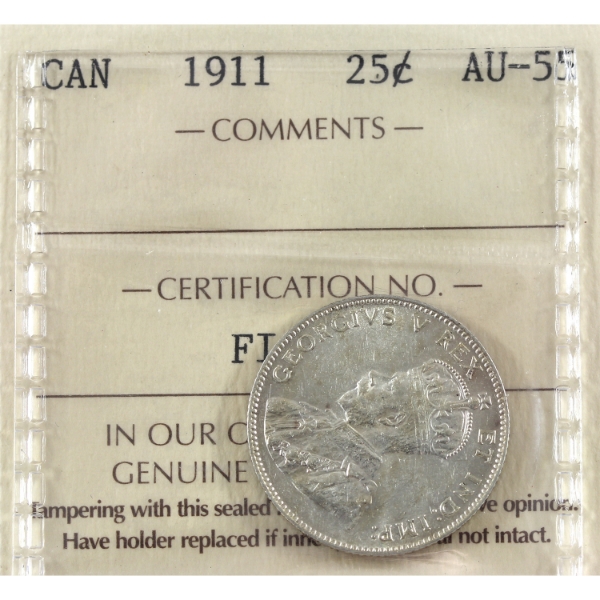 CAN 1911 25¢ AU-55
— COMMENTS —
— CERTIFICATION NO. —
FI
IN OUR
GENUINE
Tampering with this sealed opinion.
Have holder replaced if not intact.
GEORGIVS V REX ET IND: IMP: